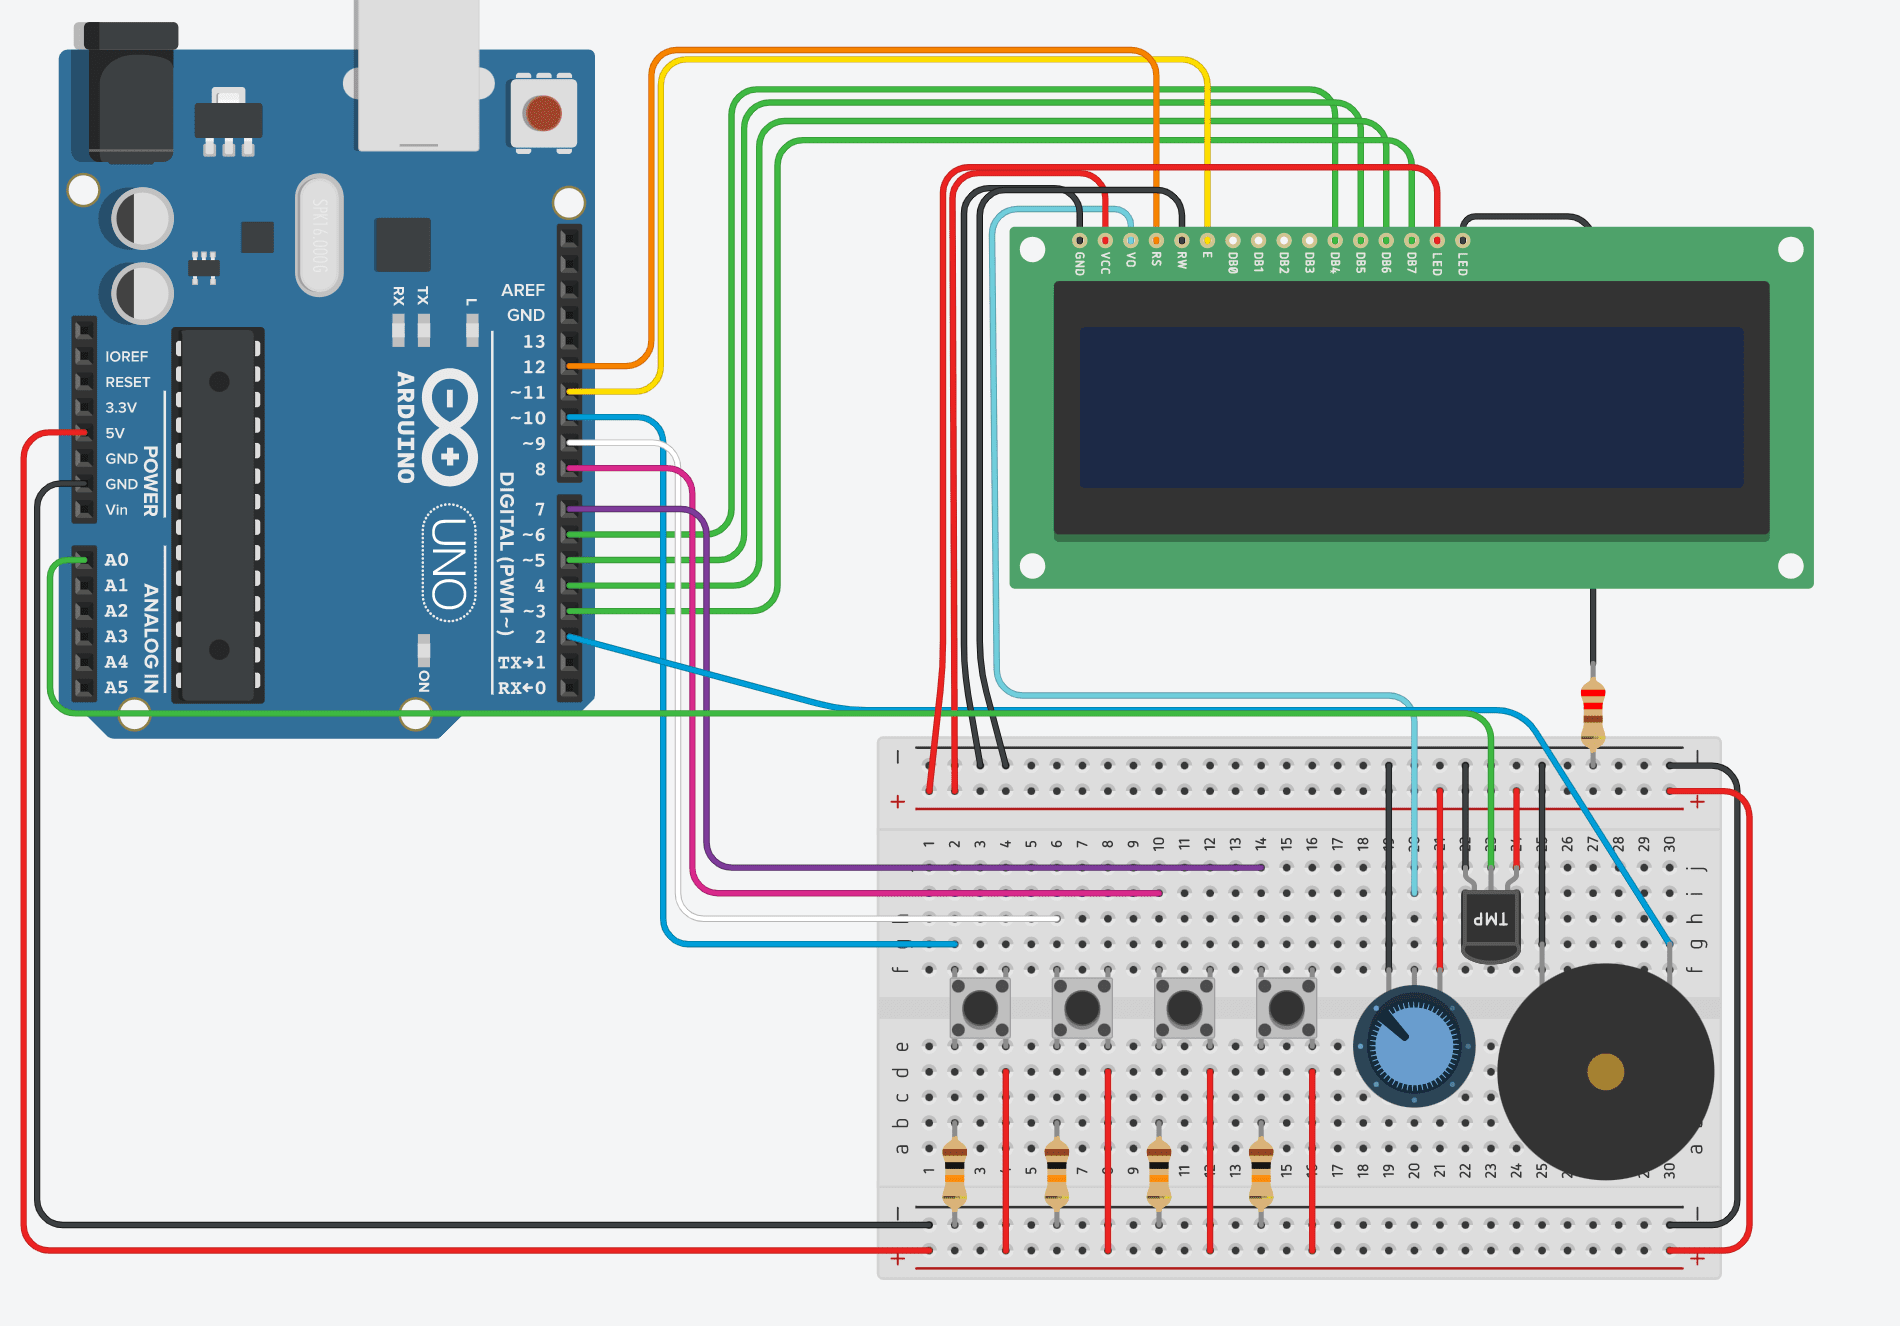 SPK16.000G
RX TX L
AREF
GND
13
12
~11
~10
~9
8
7
~6
~5
4
~3
2
TX→1
RX←0
DIGITAL (PWM ~)
ARDUINO
UNO
ON
IOREF
RESET
3.3V
5V
GND
GND
Vin
POWER
A0
A1
A2
A3
A4
A5
ANALOG IN
GND VCC VO RS RW E DB0 DB1 DB2 DB3 DB4 DB5 DB6 DB7 LED LED
− −
+ +
1 2 3 4 5 6 7 8 9 10 11 12 13 14 15 16 17 18 19 20 21 22 23 24 25 26 27 28 29 30
j
i
h h
g g
f f
TMP
e
d
c
b
a a
1 3 4 7 8 9 11 12 13 15 16 17 18 19 20 21 22 23 24 25 30
− −
+ +